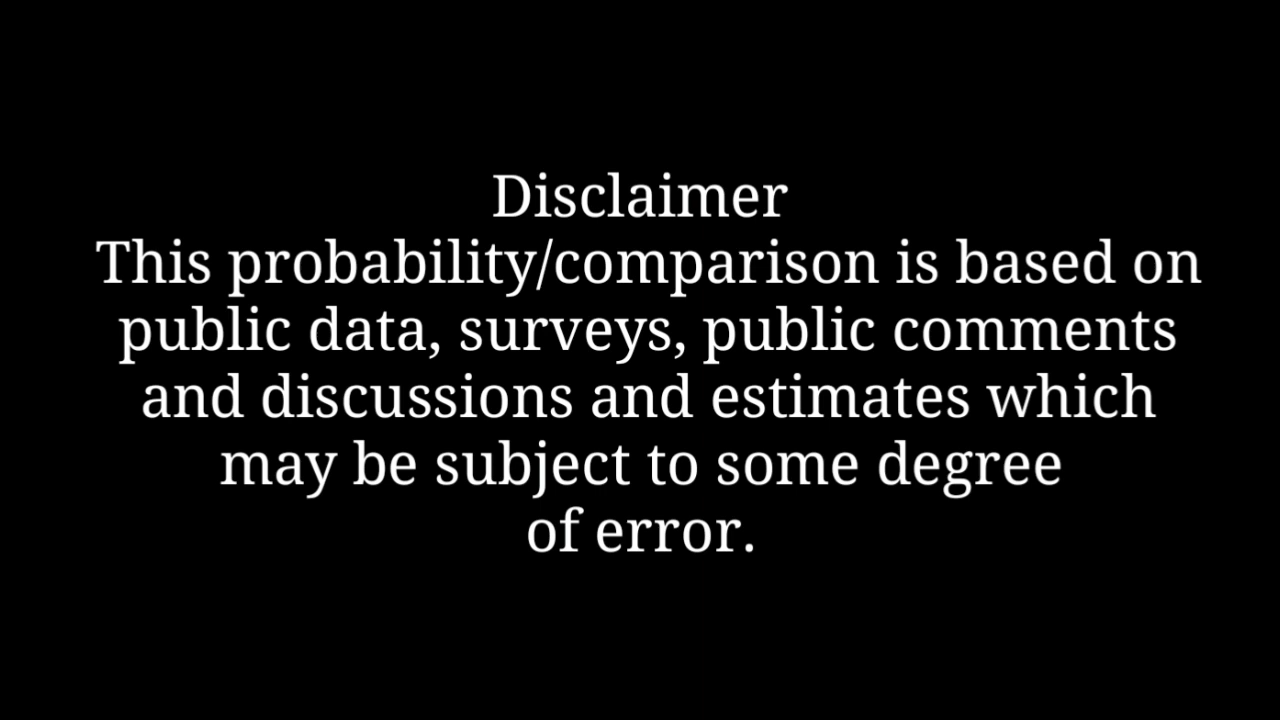 Disclaimer
This probability/comparison is based on
public data, surveys, public comments
and discussions and estimates which
may be subject to some degree
of error.